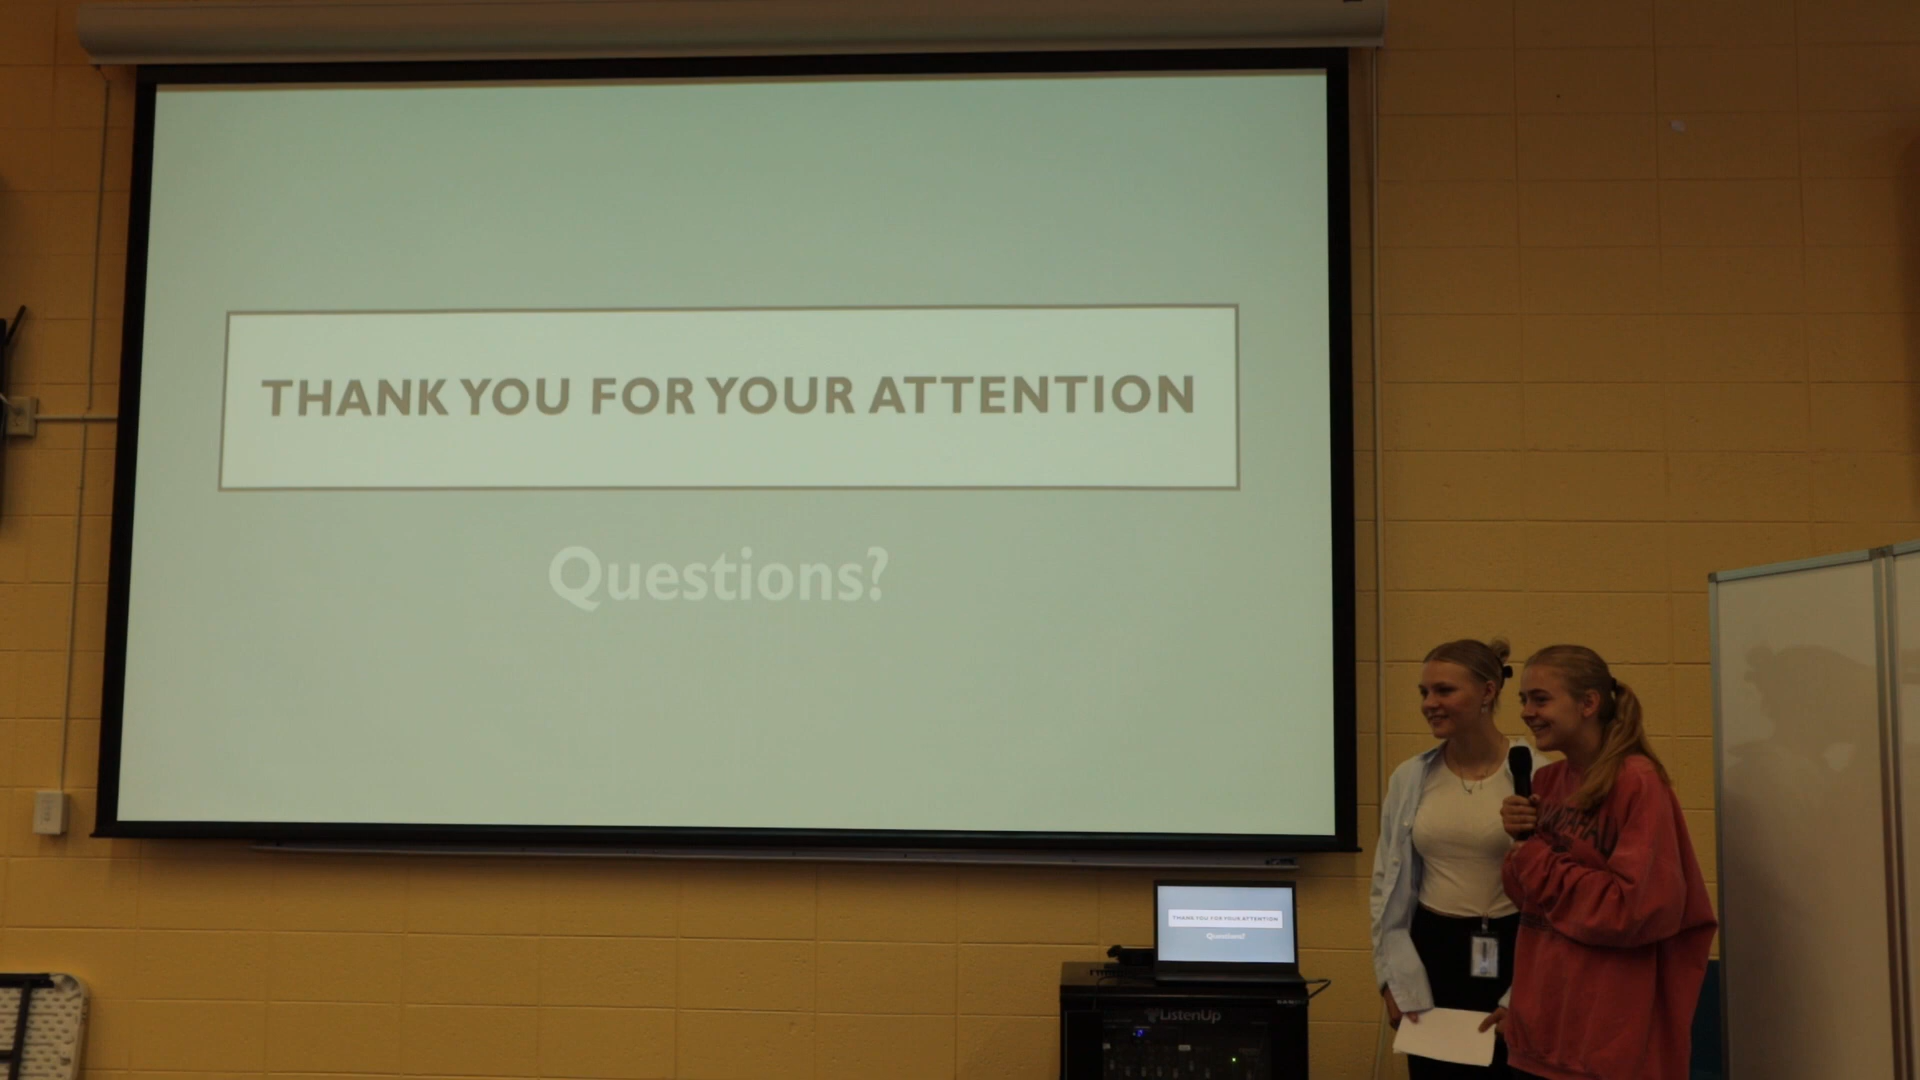 THANK YOU FOR YOUR ATTENTION
Questions?
THANK YOU FOR YOUR ATTENTION
Questions?
ListenUp